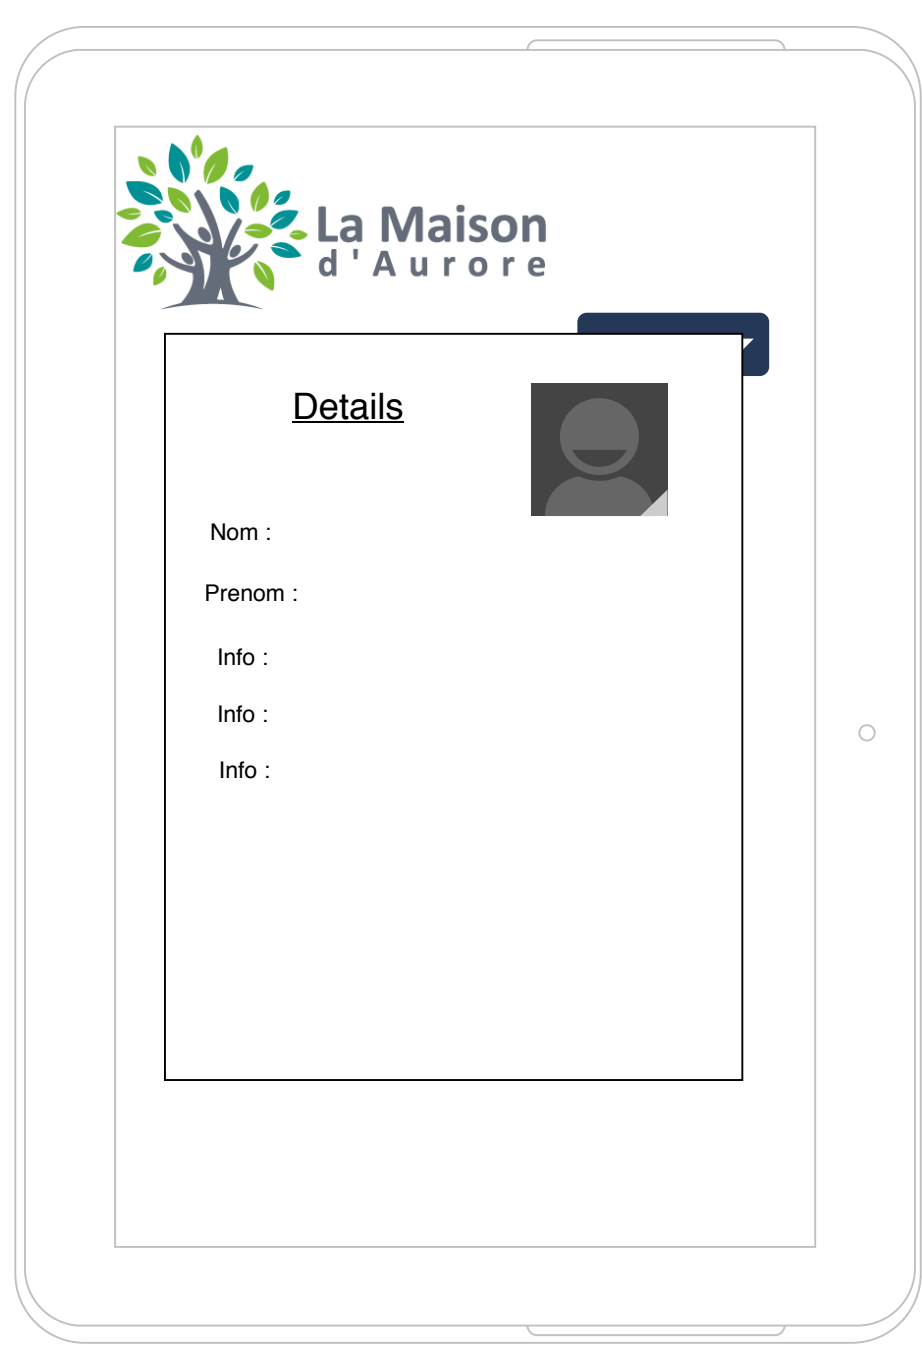 La Maison
d'Aurore
Details
Nom :
Prenom :
Info :
Info :
Info :